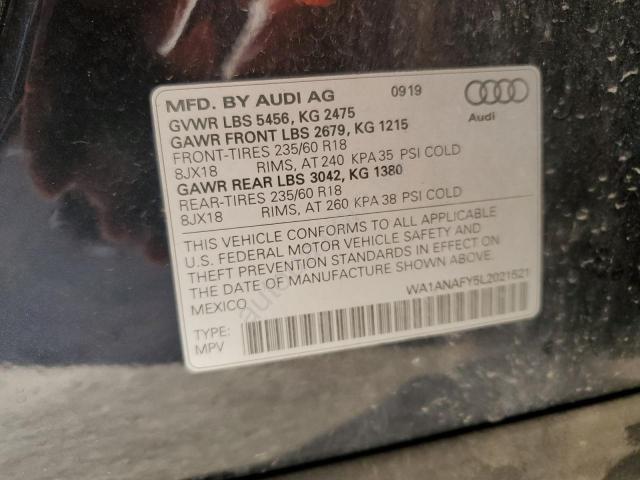 MFD. BY AUDI AG 09/19
GVWR LBS 5456, KG 2475
GAWR FRONT LBS 2679, KG 1215
FRONT-TIRES 235/60 R18
8JX18 RIMS, AT 240 KPA 35 PSI COLD
GAWR REAR LBS 3042, KG 1380
REAR-TIRES 235/60 R18
8JX18 RIMS, AT 260 KPA 38 PSI COLD
Audi
THIS VEHICLE CONFORMS TO ALL APPLICABLE
U.S. FEDERAL MOTOR VEHICLE SAFETY AND
THEFT PREVENTION STANDARDS IN EFFECT ON
THE DATE OF MANUFACTURE SHOWN ABOVE.
MEXICO
WA1ANAFY5L2021521
TYPE:
MPV